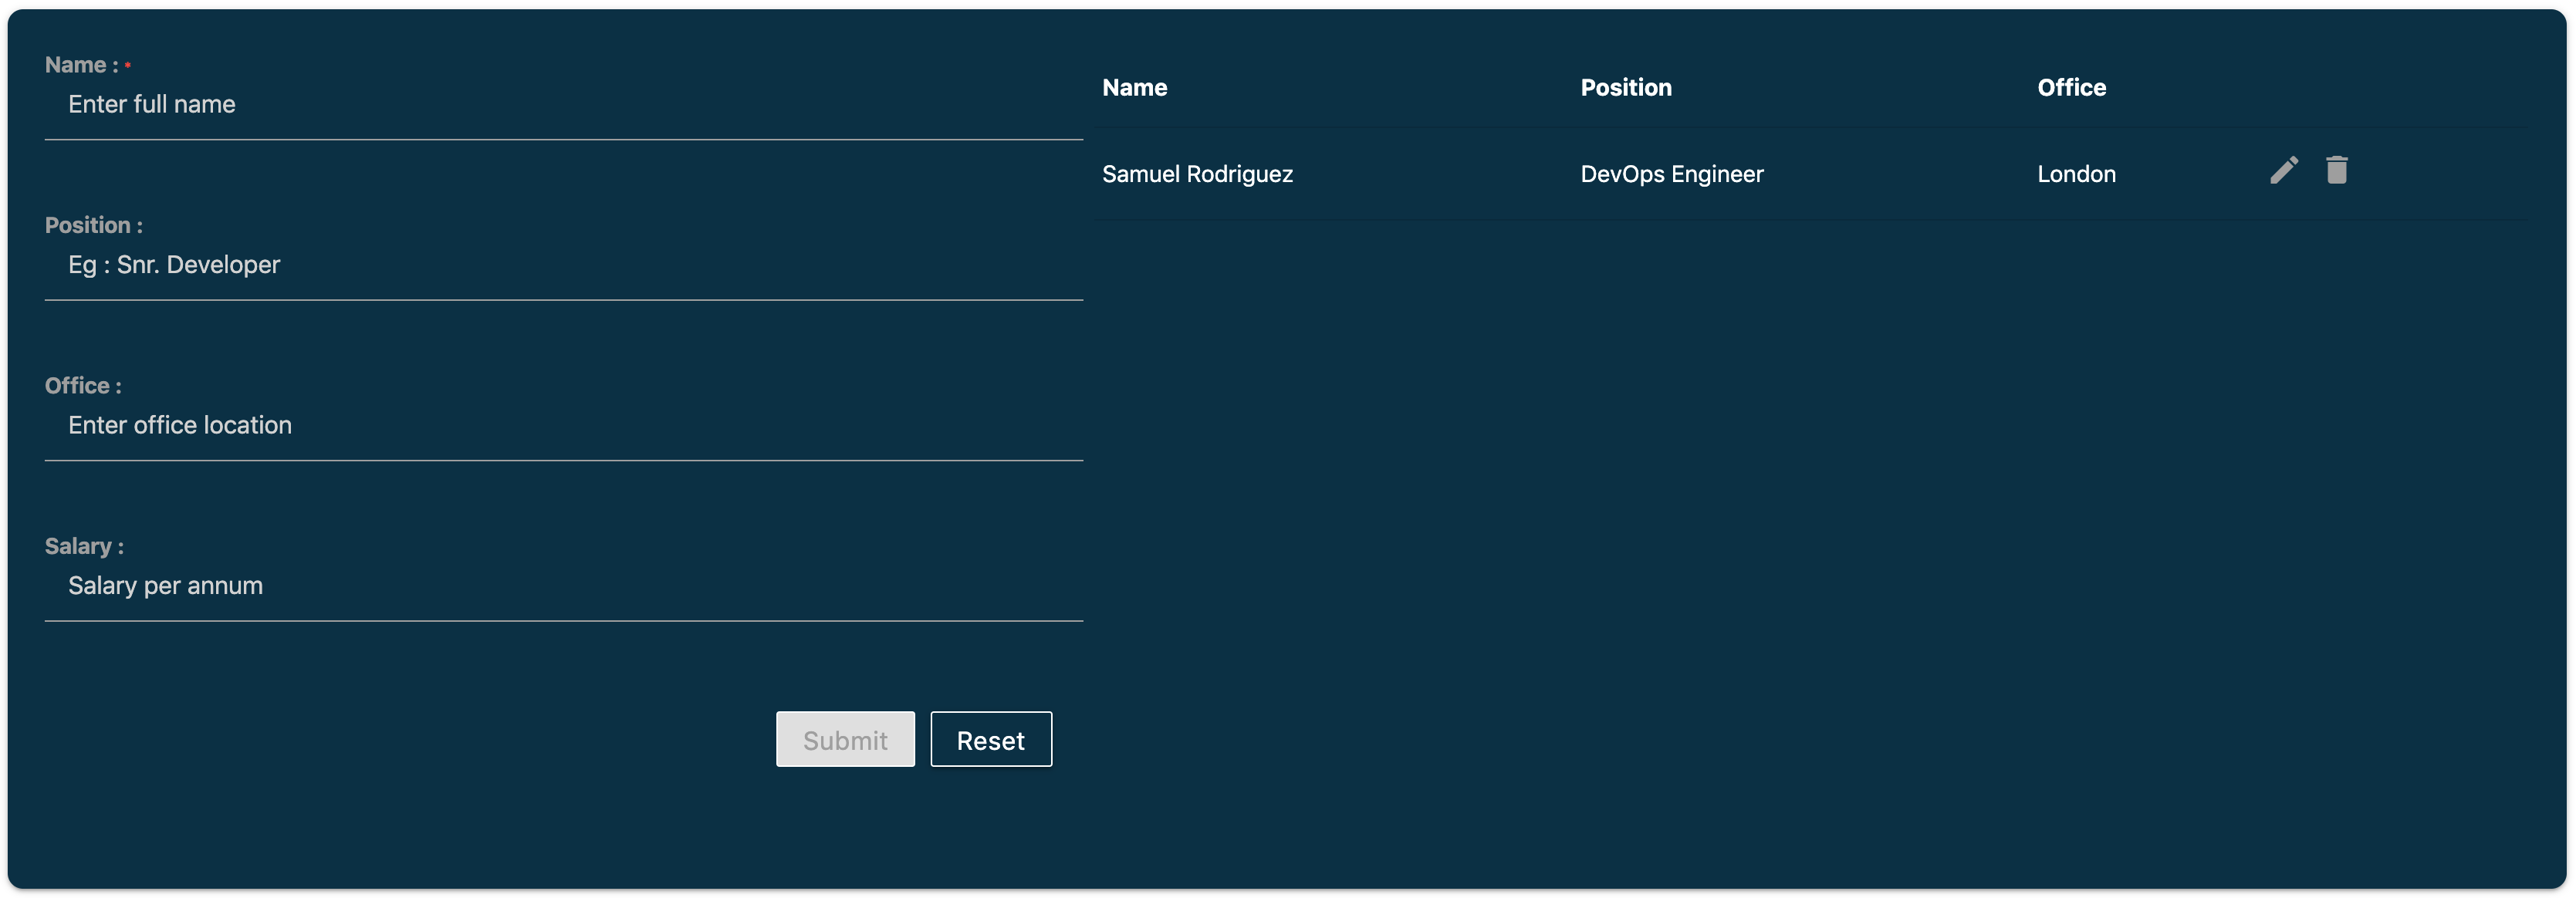 Name : *
Enter full name
Position :
Eg : Snr. Developer
Office :
Enter office location
Salary :
Salary per annum
Submit Reset
Name Position Office
Samuel Rodriguez DevOps Engineer London